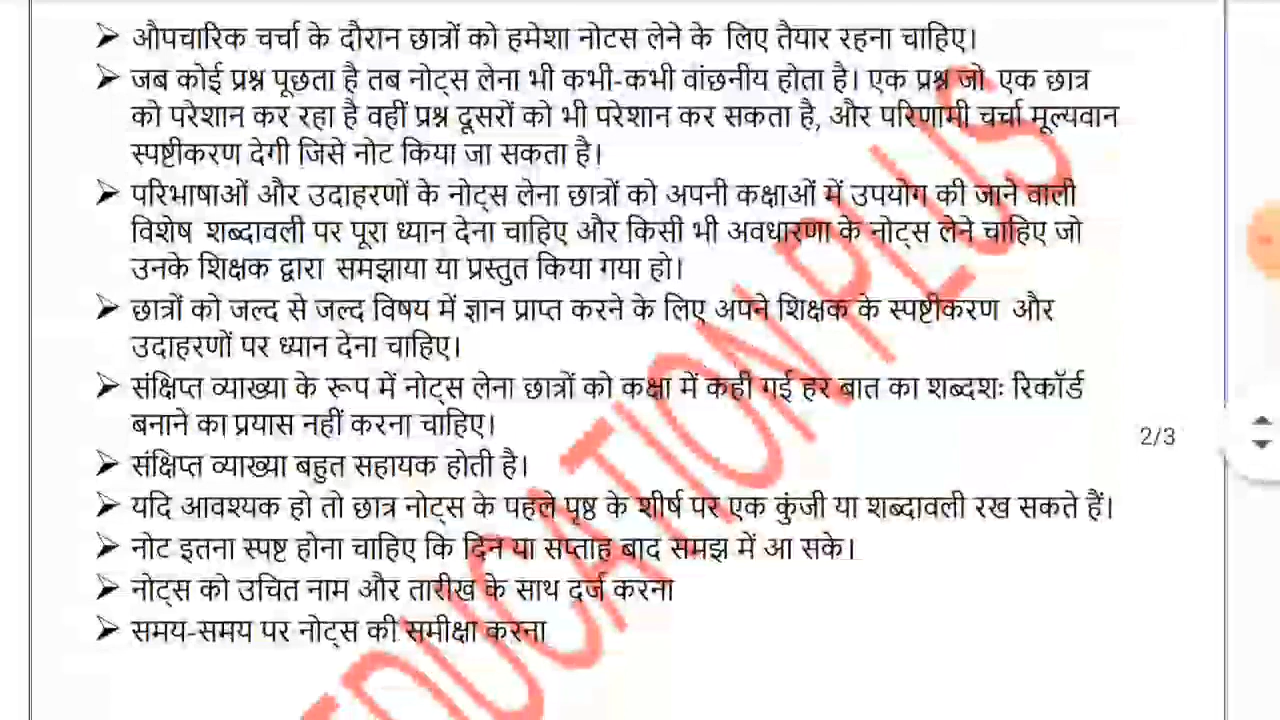 ➢ औपचारिक चर्चा के दौरान छात्रों को हमेशा नोटस लेने के लिए तैयार रहना चाहिए।
➢ जब कोई प्रश्न पूछता है तब नोट्स लेना भी कभी-कभी वांछनीय होता है। एक प्रश्न जो एक छात्र
को परेशान कर रहा है वहीं प्रश्न दूसरों को भी परेशान कर सकता है, और परिणामी चर्चा मूल्यवान
स्पष्टीकरण देगी जिसे नोट किया जा सकता है।
➢ परिभाषाओं और उदाहरणों के नोट्स लेना छात्रों को अपनी कक्षाओं में उपयोग की जाने वाली
विशेष शब्दावली पर पूरा ध्यान देना चाहिए और किसी भी अवधारणा के नोट्स लेने चाहिए जो
उनके शिक्षक द्वारा समझाया या प्रस्तुत किया गया हो।
➢ छात्रों को जल्द से जल्द विषय में ज्ञान प्राप्त करने के लिए अपने शिक्षक के स्पष्टीकरण और
उदाहरणों पर ध्यान देना चाहिए।
➢ संक्षिप्त व्याख्या के रूप में नोट्स लेना छात्रों को कक्षा में कही गई हर बात का शब्दशः रिकॉर्ड
बनाने का प्रयास नहीं करना चाहिए।
➢ संक्षिप्त व्याख्या बहुत सहायक होती है।
➢ यदि आवश्यक हो तो छात्र नोट्स के पहले पृष्ठ के शीर्ष पर एक कुंजी या शब्दावली रख सकते हैं।
➢ नोट इतना स्पष्ट होना चाहिए कि दिन या सप्ताह बाद समझ में आ सके।
➢ नोट्स को उचित नाम और तारीख के साथ दर्ज करना
➢ समय-समय पर नोट्स की समीक्षा करना
2/3
EDUCATION PLUS